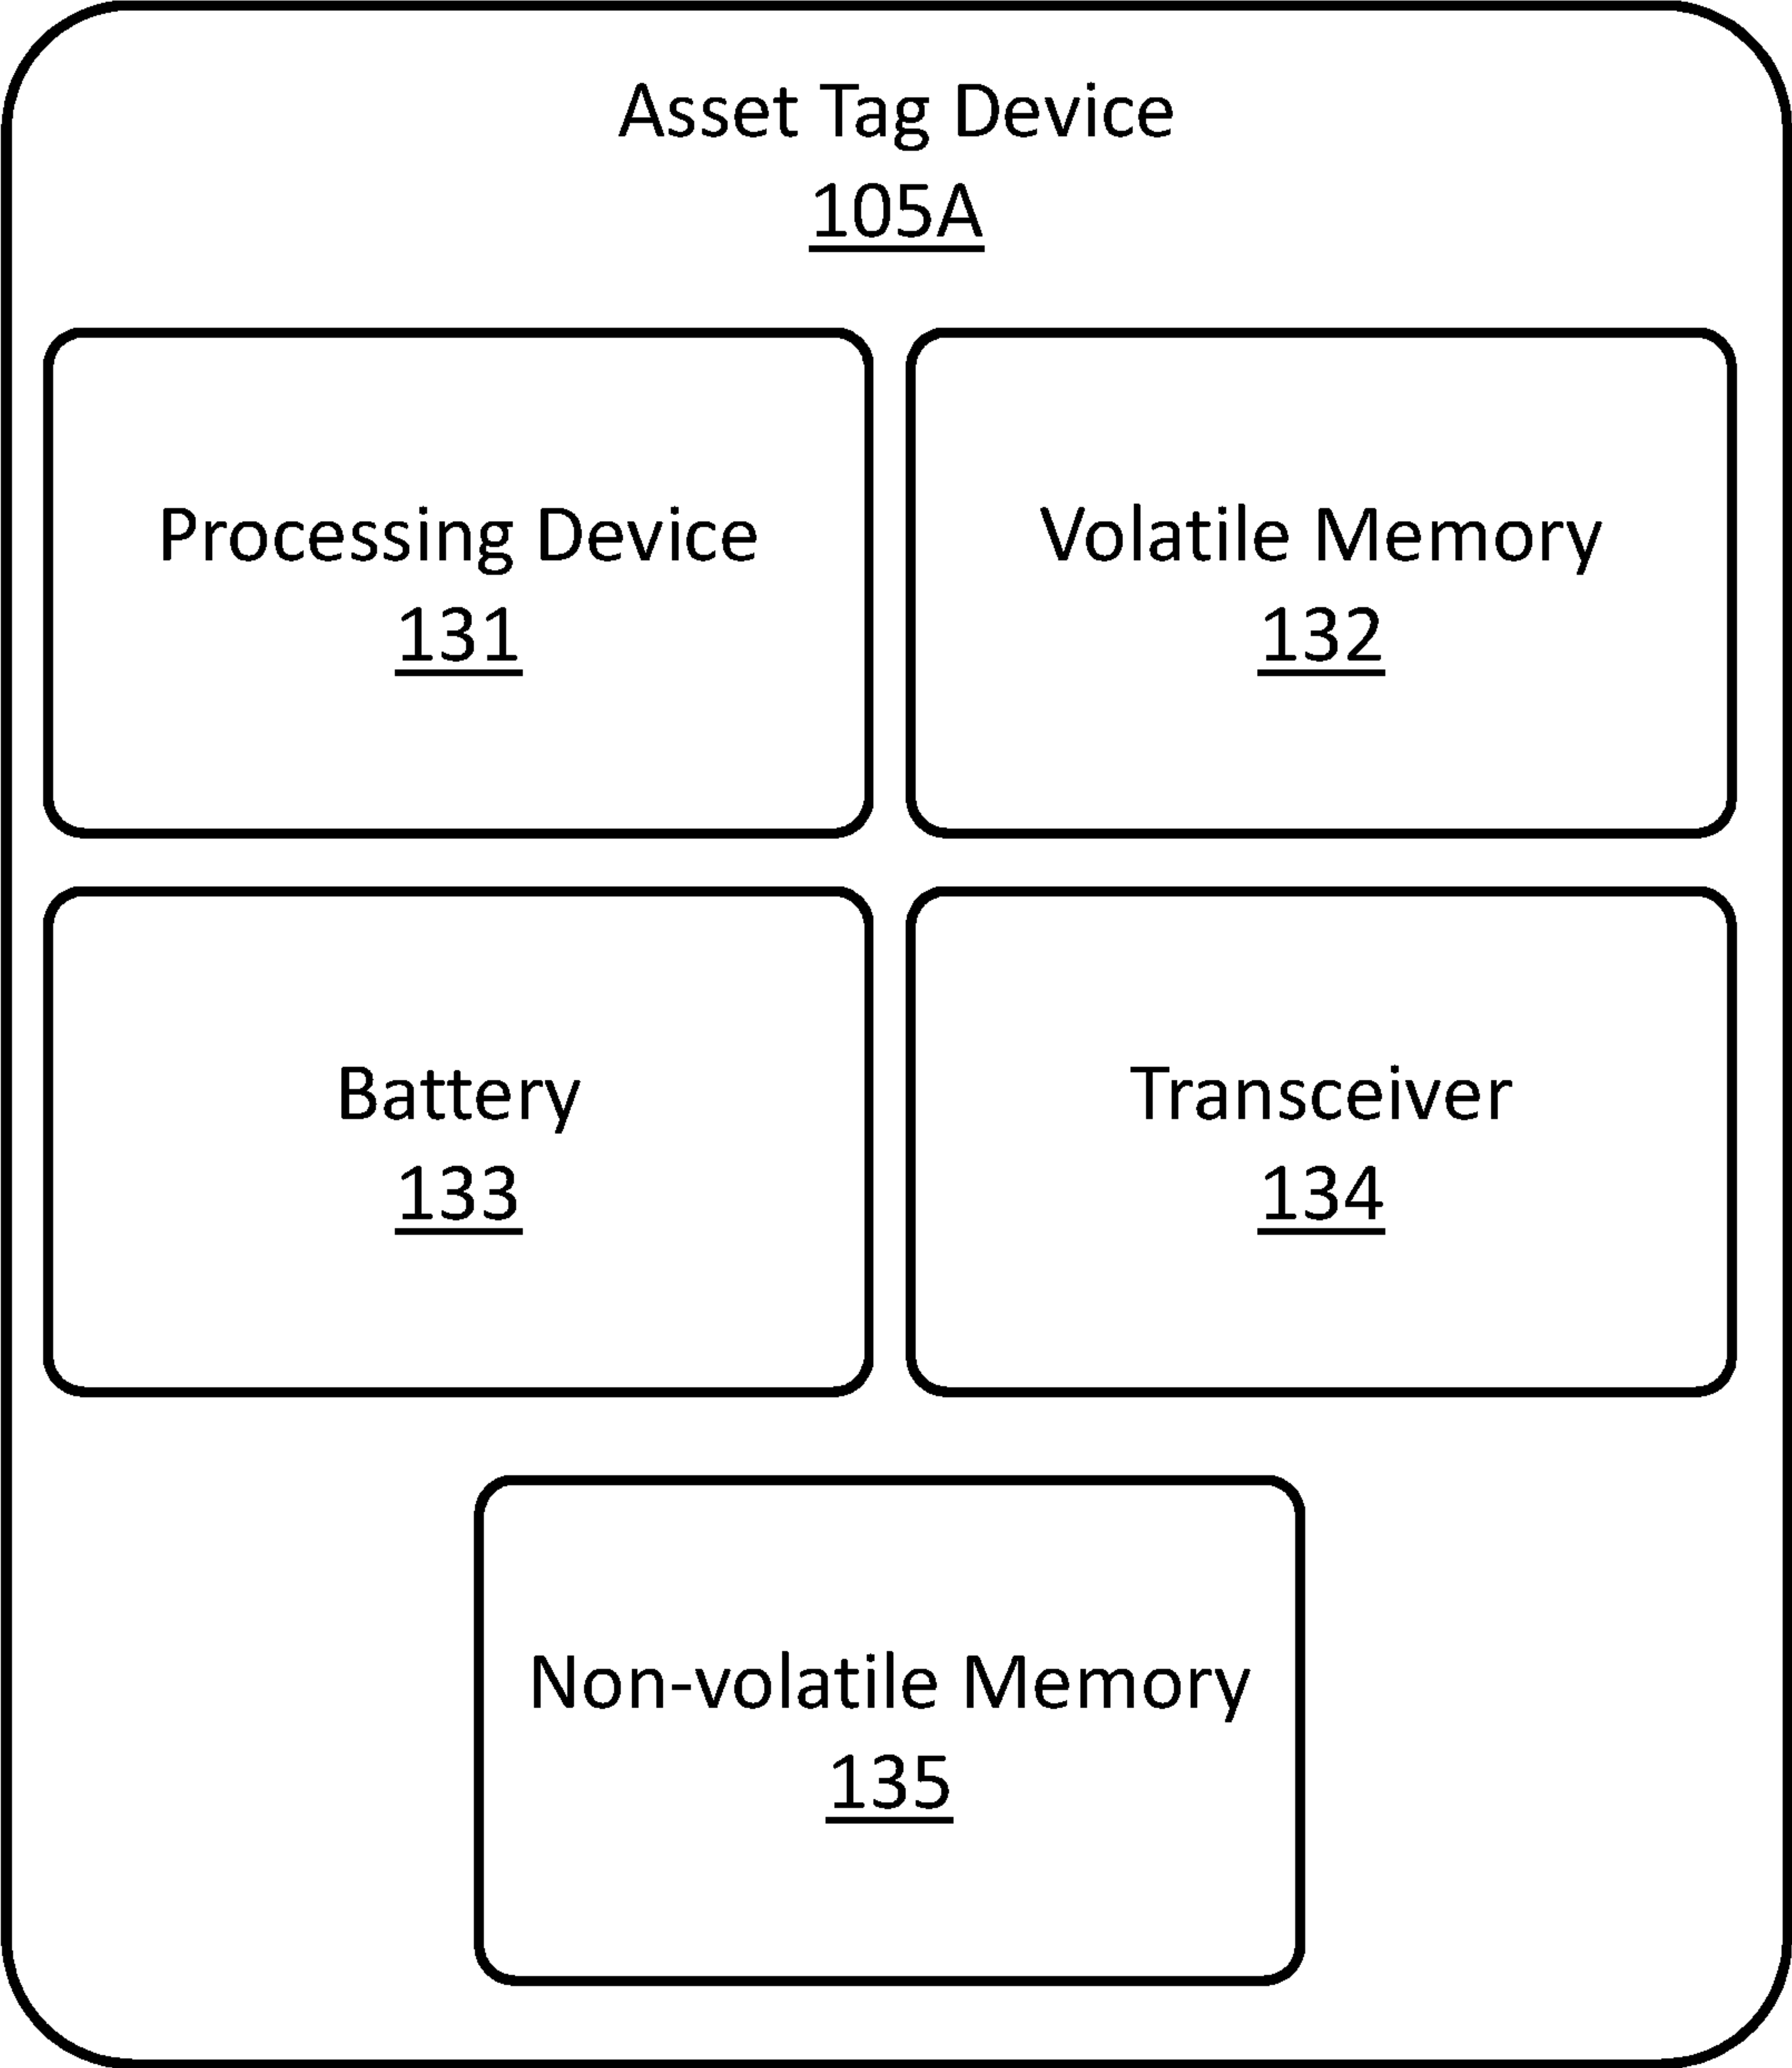 Asset Tag Device
105A
Processing Device
131
Volatile Memory
132
Battery
133
Transceiver
134
Non-volatile Memory
135